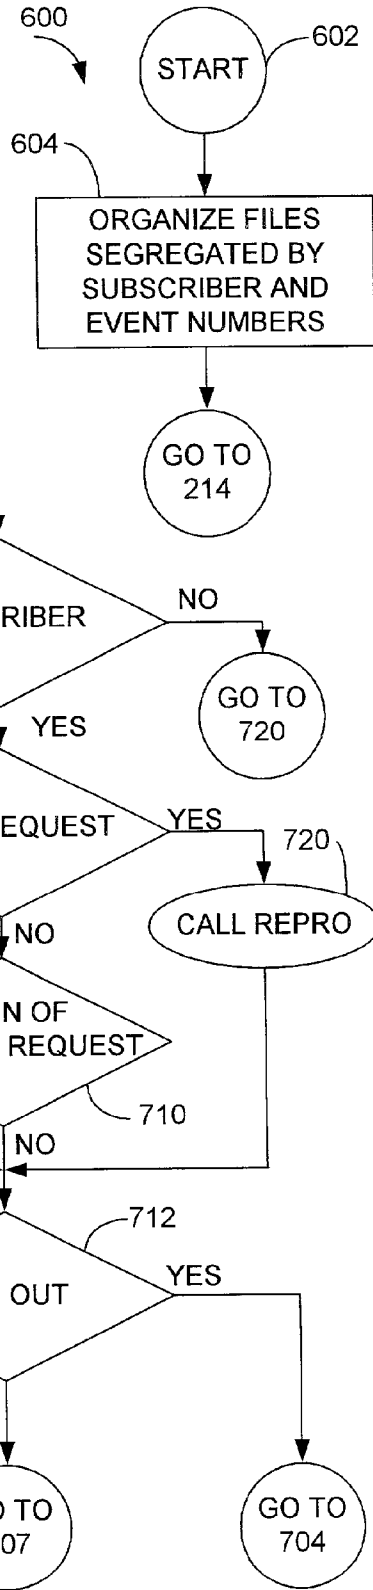 600
602
START
604
ORGANIZE FILES
SEGREGATED BY
SUBSCRIBER AND
EVENT NUMBERS
GO TO
214
RIBER
NO
GO TO
720
YES
EQUEST
YES
720
CALL REPRO
NO
N OF
REQUEST
710
NO
712
OUT
YES
O TO
07
GO TO
704